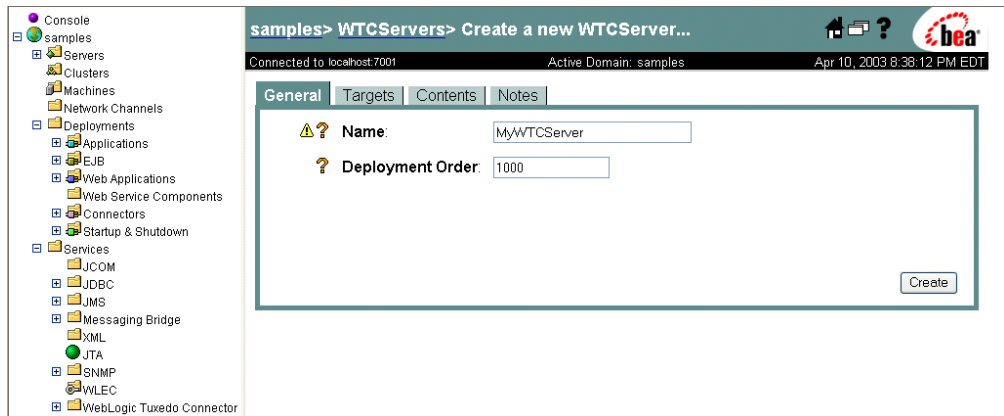 Console
samples
Servers
Clusters
Machines
Network Channels
Deployments
Applications
EJB
Web Applications
Web Service Components
Connectors
Startup & Shutdown
Services
JCOM
JDBC
JMS
Messaging Bridge
XML
JTA
SNMP
WLEC
WebLogic Tuxedo Connector
samples> WTCServers> Create a new WTCServer...
?
bea
Connected to localhost:7001 Active Domain: samples Apr 10, 2003 8:38:12 PM EDT
General Targets Contents Notes
? Name: MyWTCServer
? Deployment Order: 1000
Create